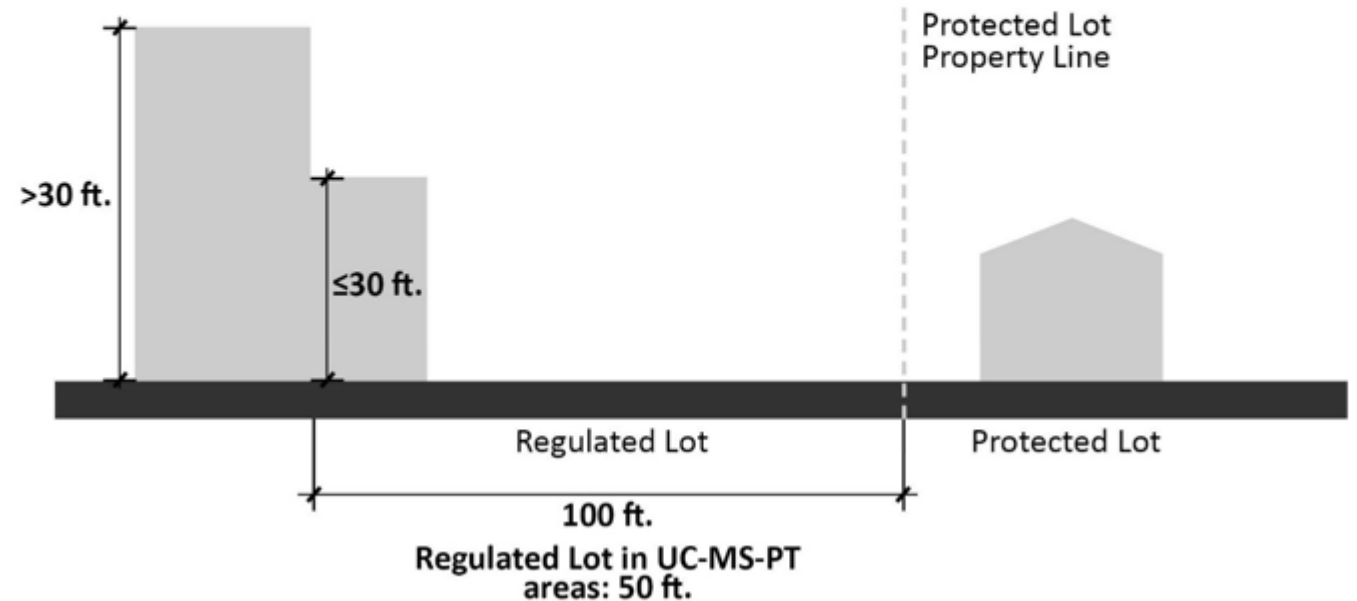 Protected Lot
Property Line
>30 ft.
≤30 ft.
Regulated Lot
Protected Lot
100 ft.
Regulated Lot in UC-MS-PT
areas: 50 ft.